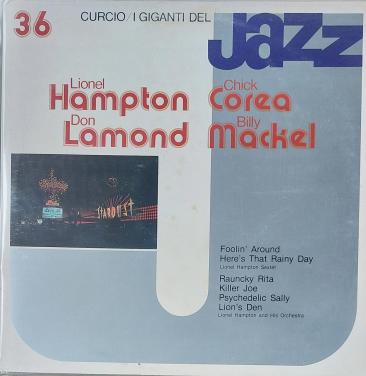 36
CURCIO/I GIGANTI DEL
Jazz
Lionel
Hampton
Chick
Corea
Don
Lamond
Billy
Mackel
Foolin' Around
Here's That Rainy Day
Lionel Hampton Sextet
Rauncky Rita
Killer Joe
Psychedelic Sally
Lion's Den
Lionel Hampton and His Orchestra